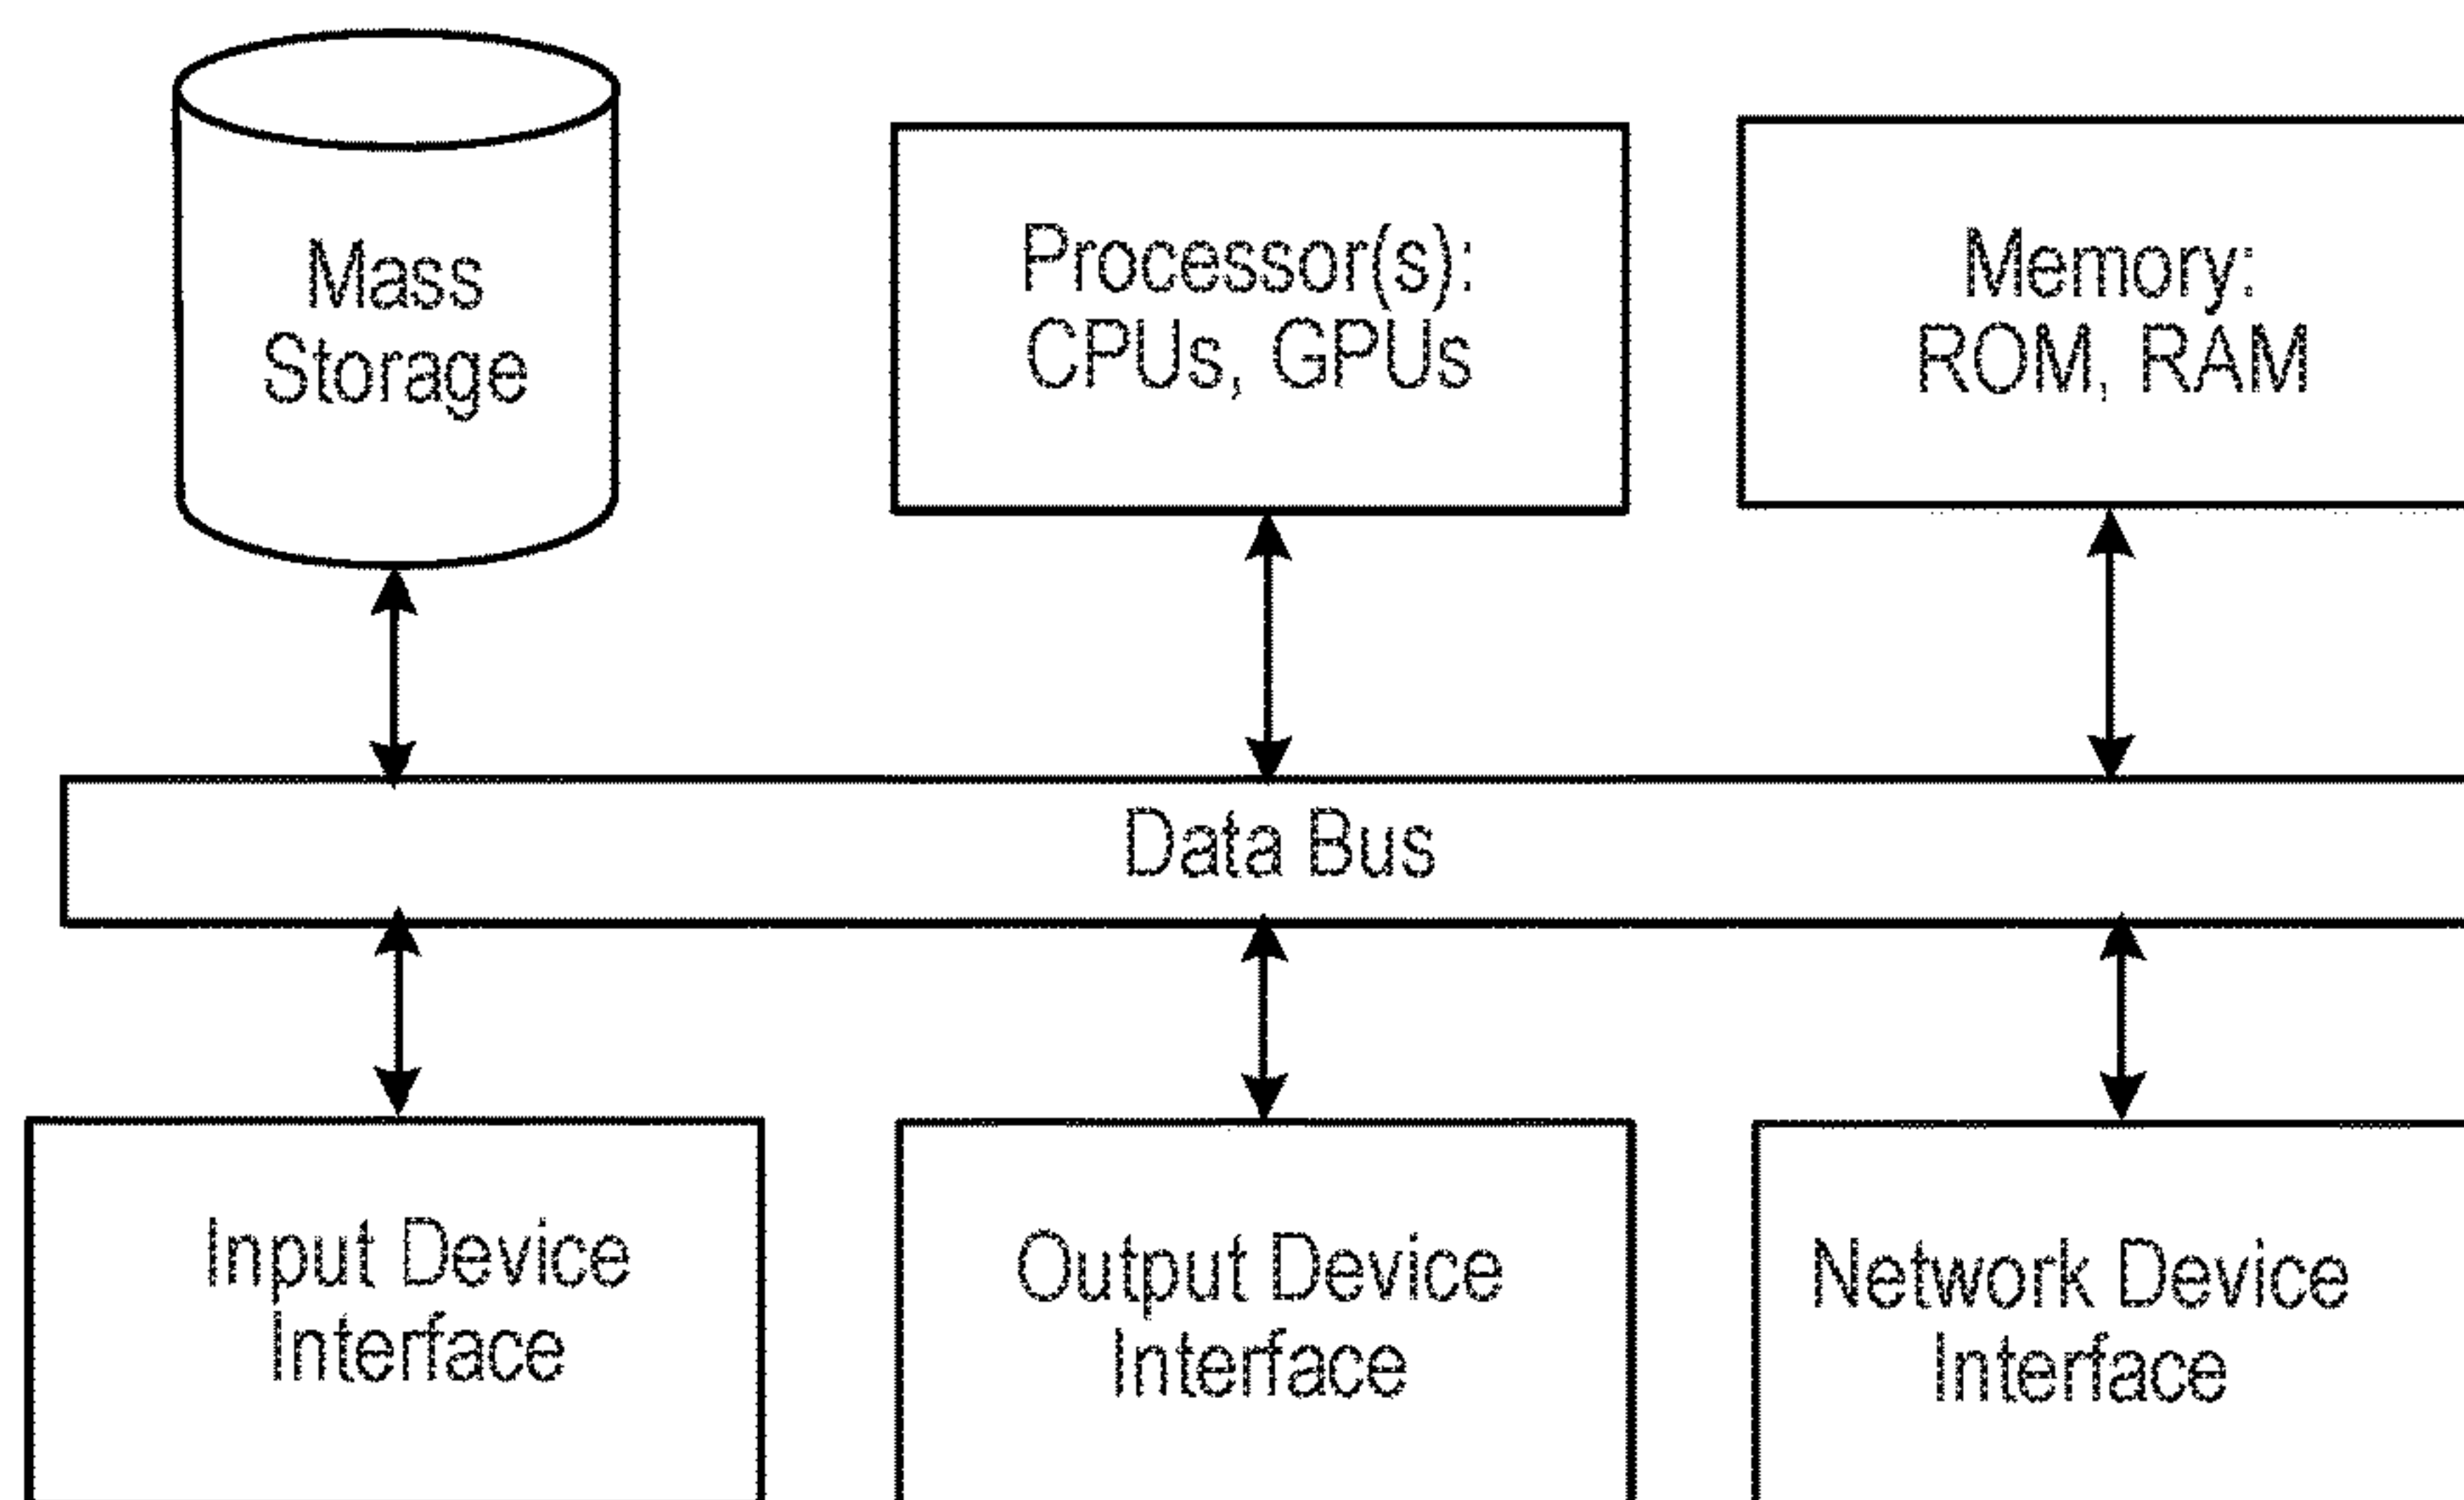 Mass
Storage
Processor(s):
CPUs, GPUs
Memory:
ROM, RAM
Data Bus
Input Device
Interface
Output Device
Interface
Network Device
Interface